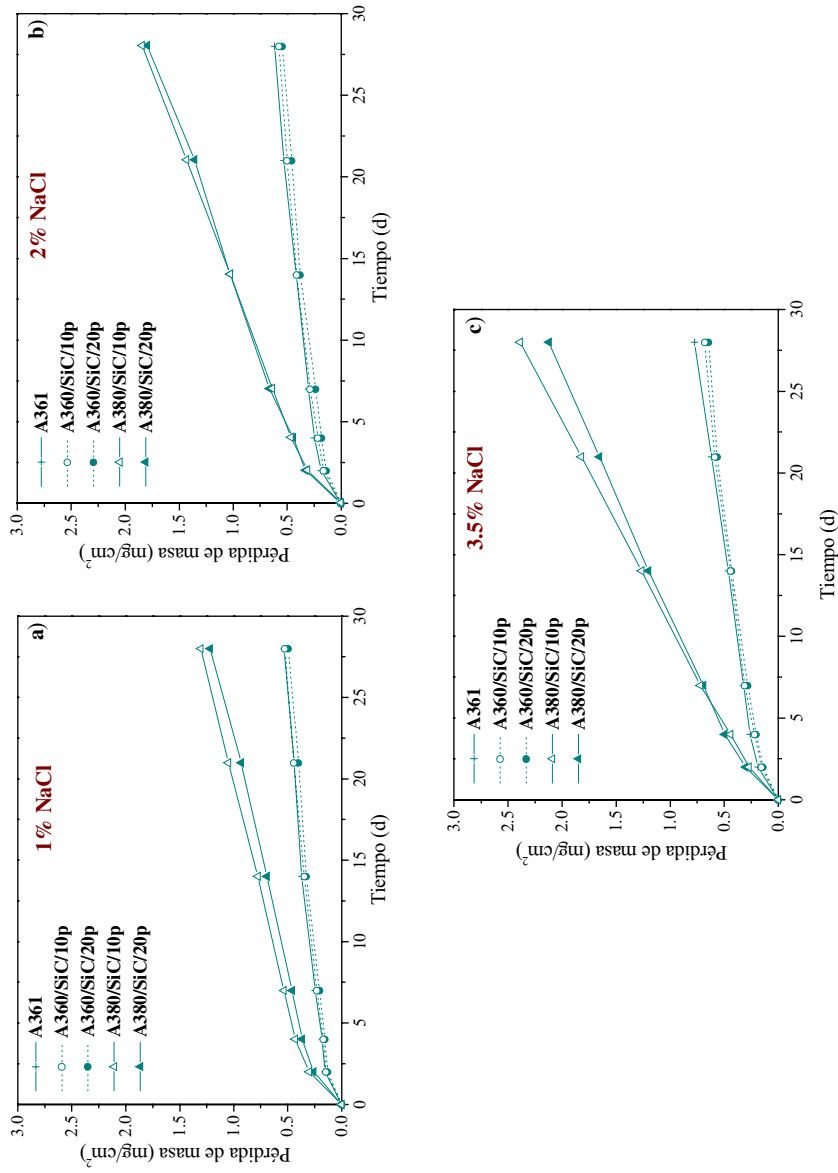 a)
1% NaCl
A361
A360/SiC/10p
A360/SiC/20p
A380/SiC/10p
A380/SiC/20p
3.0
2.5
2.0
1.5
1.0
0.5
0.0
Pérdida de masa (mg/cm²)
0 5 10 15 20 25 30
Tiempo (d)
b)
2% NaCl
A361
A360/SiC/10p
A360/SiC/20p
A380/SiC/10p
A380/SiC/20p
3.0
2.5
2.0
1.5
1.0
0.5
0.0
Pérdida de masa (mg/cm²)
0 5 10 15 20 25 30
Tiempo (d)
c)
3.5% NaCl
A361
A360/SiC/10p
A360/SiC/20p
A380/SiC/10p
A380/SiC/20p
3.0
2.5
2.0
1.5
1.0
0.5
0.0
Pérdida de masa (mg/cm²)
0 5 10 15 20 25 30
Tiempo (d)